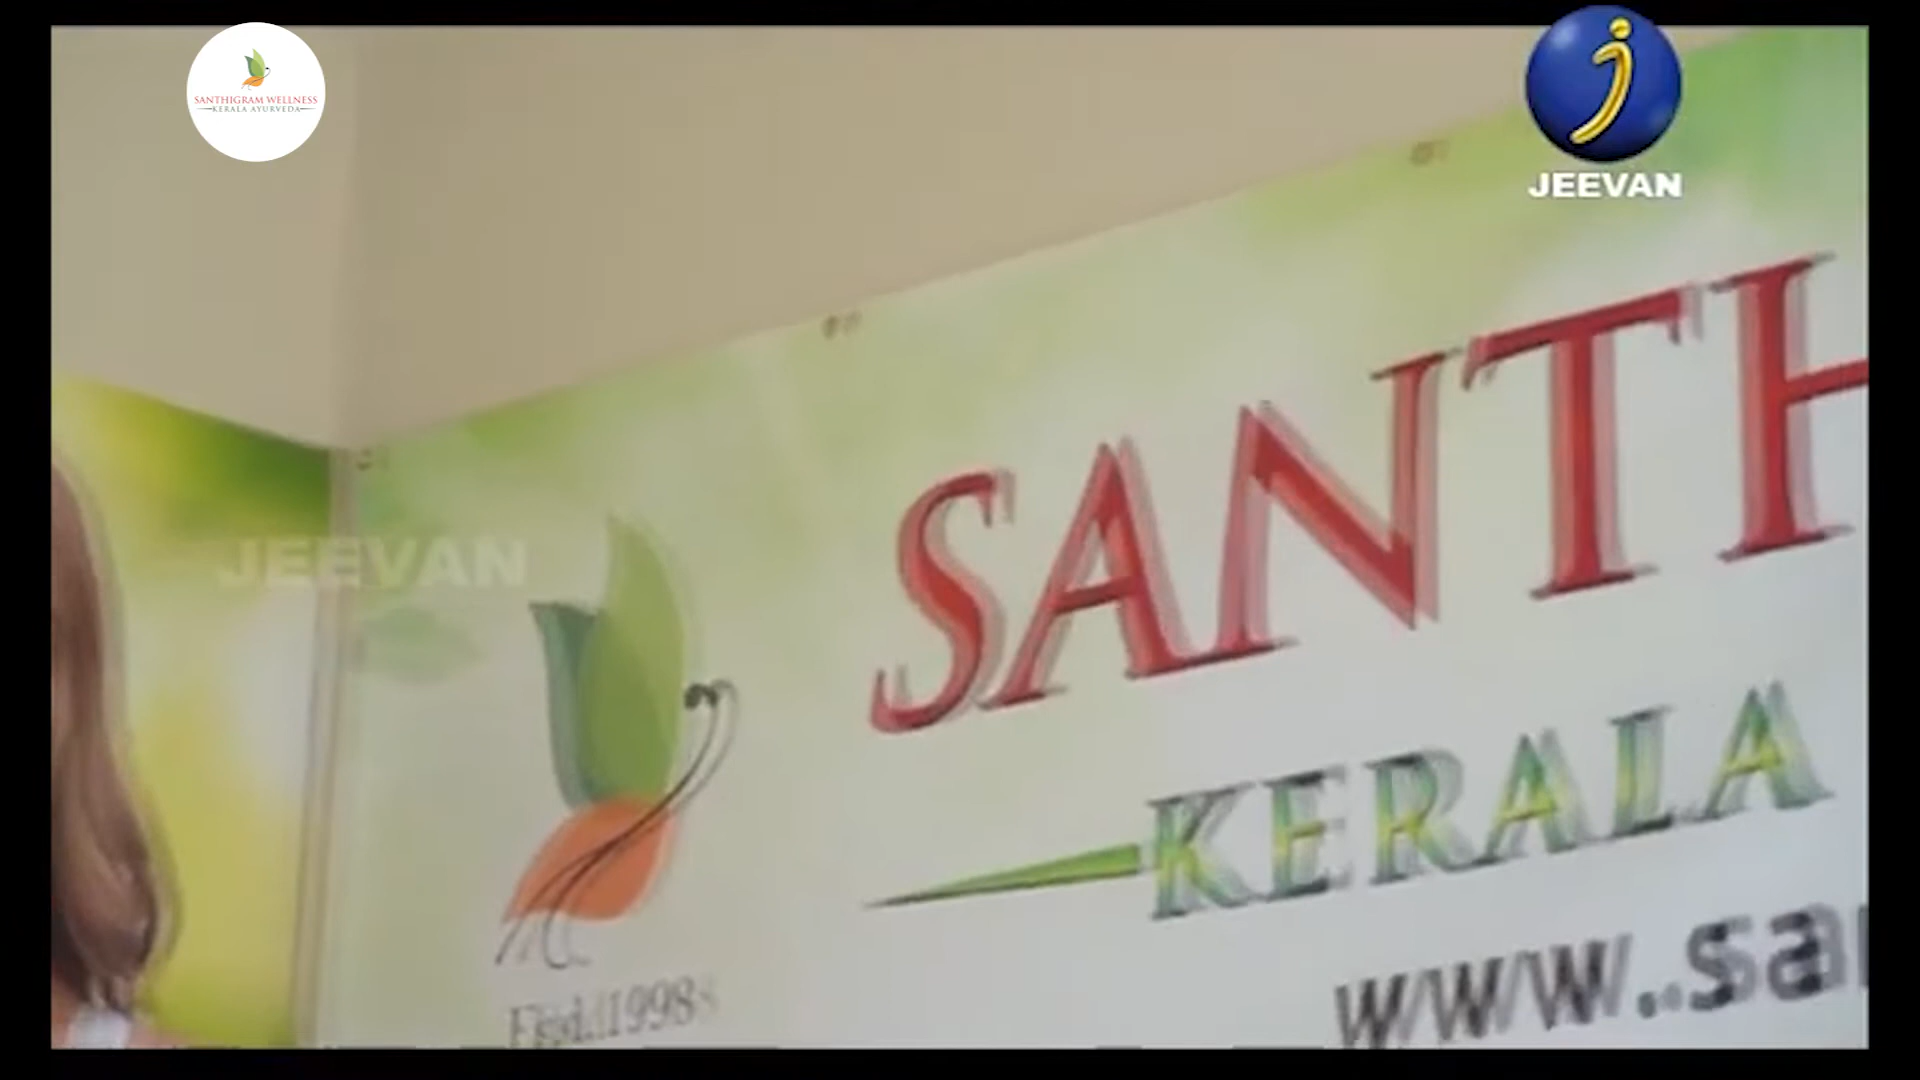 SANTHIGRAM WELLNESS
KERALA AYURVEDA
JEEVAN
JEEVAN
SANTH
KERALA
www.sa
Estd.1998